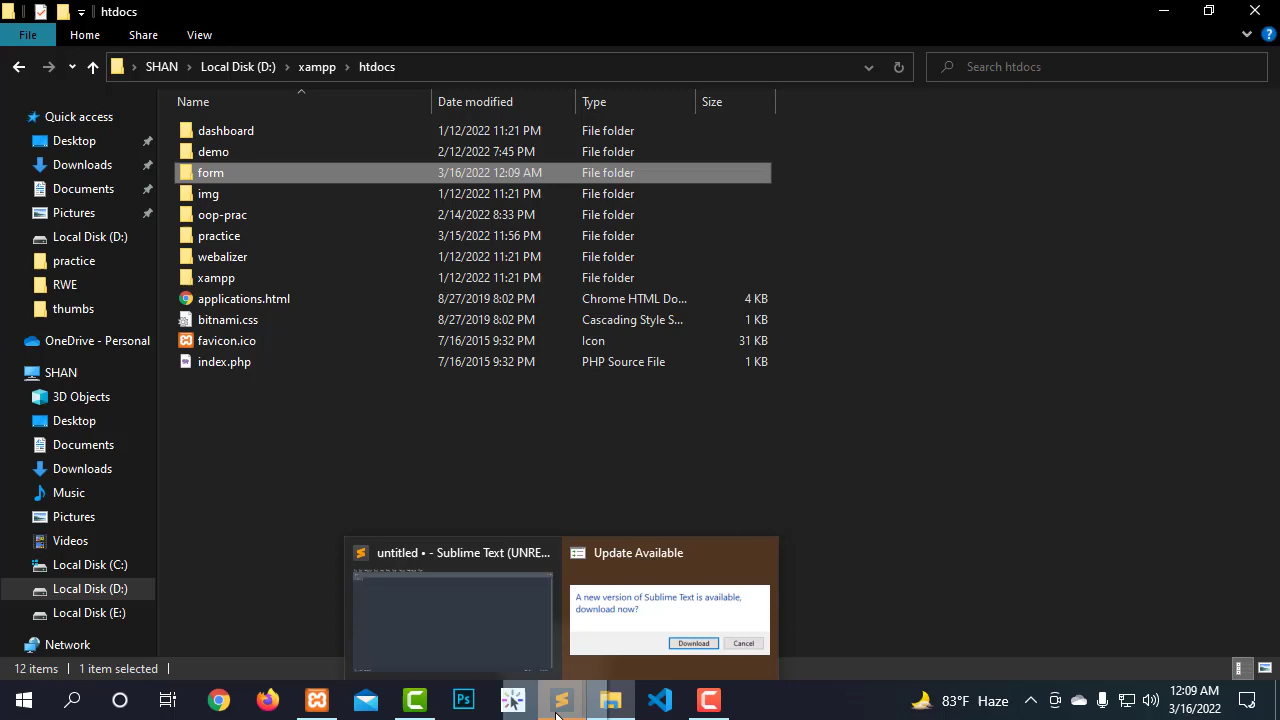 htdocs
File Home Share View
SHAN Local Disk (D:) xampp htdocs
Search htdocs
Name Date modified Type Size
dashboard 1/12/2022 11:21 PM File folder
demo 2/12/2022 7:45 PM File folder
form 3/16/2022 12:09 AM File folder
img 1/12/2022 11:21 PM File folder
oop-prac 2/14/2022 8:33 PM File folder
practice 3/15/2022 11:56 PM File folder
webalizer 1/12/2022 11:21 PM File folder
xampp 1/12/2022 11:21 PM File folder
applications.html 8/27/2019 8:02 PM Chrome HTML Do... 4 KB
bitnami.css 8/27/2019 8:02 PM Cascading Style S... 1 KB
favicon.ico 7/16/2015 9:32 PM Icon 31 KB
index.php 7/16/2015 9:32 PM PHP Source File 1 KB
Quick access
Desktop
Downloads
Documents
Pictures
Local Disk (D:)
practice
RWE
thumbs
OneDrive - Personal
SHAN
3D Objects
Desktop
Documents
Downloads
Music
Pictures
Videos
Local Disk (C:)
Local Disk (D:)
Local Disk (E:)
Network
untitled • - Sublime Text (UNRE...
Update Available
A new version of Sublime Text is available,
download now?
Download Cancel
12 items 1 item selected
Ps
83°F Haze
12:09 AM
3/16/2022